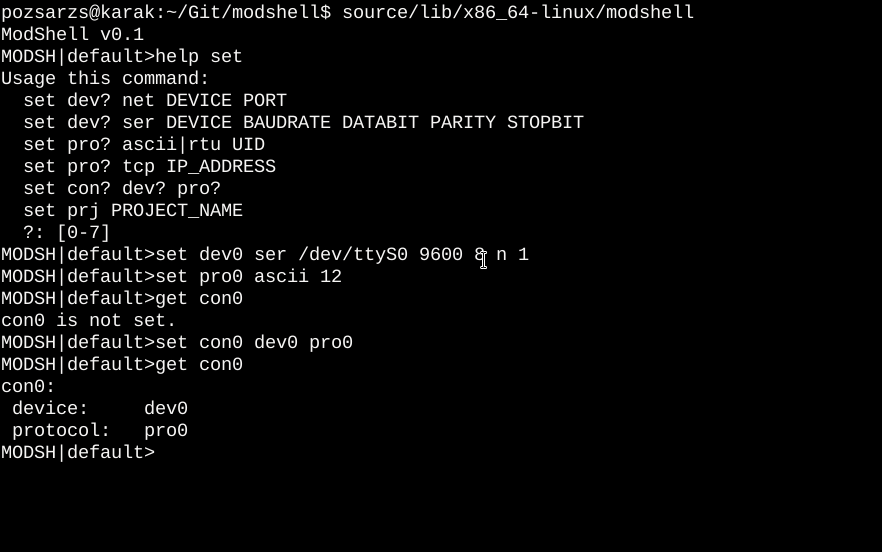 pozsarzs@karak:~/Git/modshell$ source/lib/x86_64-linux/modshell
ModShell v0.1
MODSH|default>help set
Usage this command:
  set dev? net DEVICE PORT
  set dev? ser DEVICE BAUDRATE DATABIT PARITY STOPBIT
  set pro? ascii|rtu UID
  set pro? tcp IP_ADDRESS
  set con? dev? pro?
  set prj PROJECT_NAME
  ?: [0-7]
MODSH|default>set dev0 ser /dev/ttyS0 9600 8 n 1
MODSH|default>set pro0 ascii 12
MODSH|default>get con0
con0 is not set.
MODSH|default>set con0 dev0 pro0
MODSH|default>get con0
con0:
 device:     dev0
 protocol:   pro0
MODSH|default>